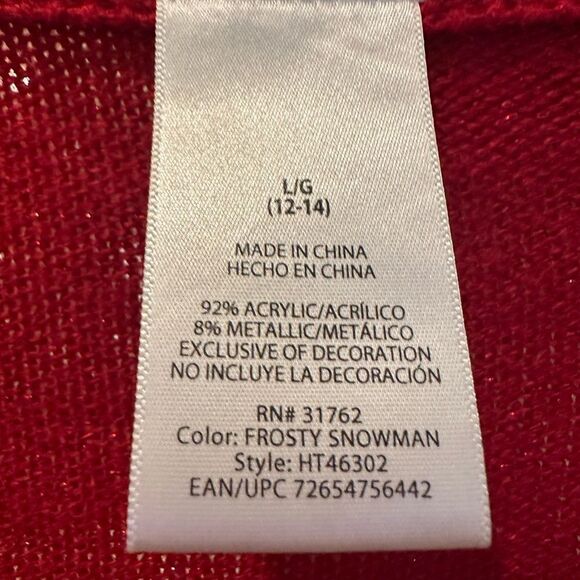 L/G
(12-14)
MADE IN CHINA
HECHO EN CHINA
92% ACRYLIC/ACRÍLICO
8% METALLIC/METÁLICO
EXCLUSIVE OF DECORATION
NO INCLUYE LA DECORACIÓN
RN# 31762
Color: FROSTY SNOWMAN
Style: HT46302
EAN/UPC 72654756442